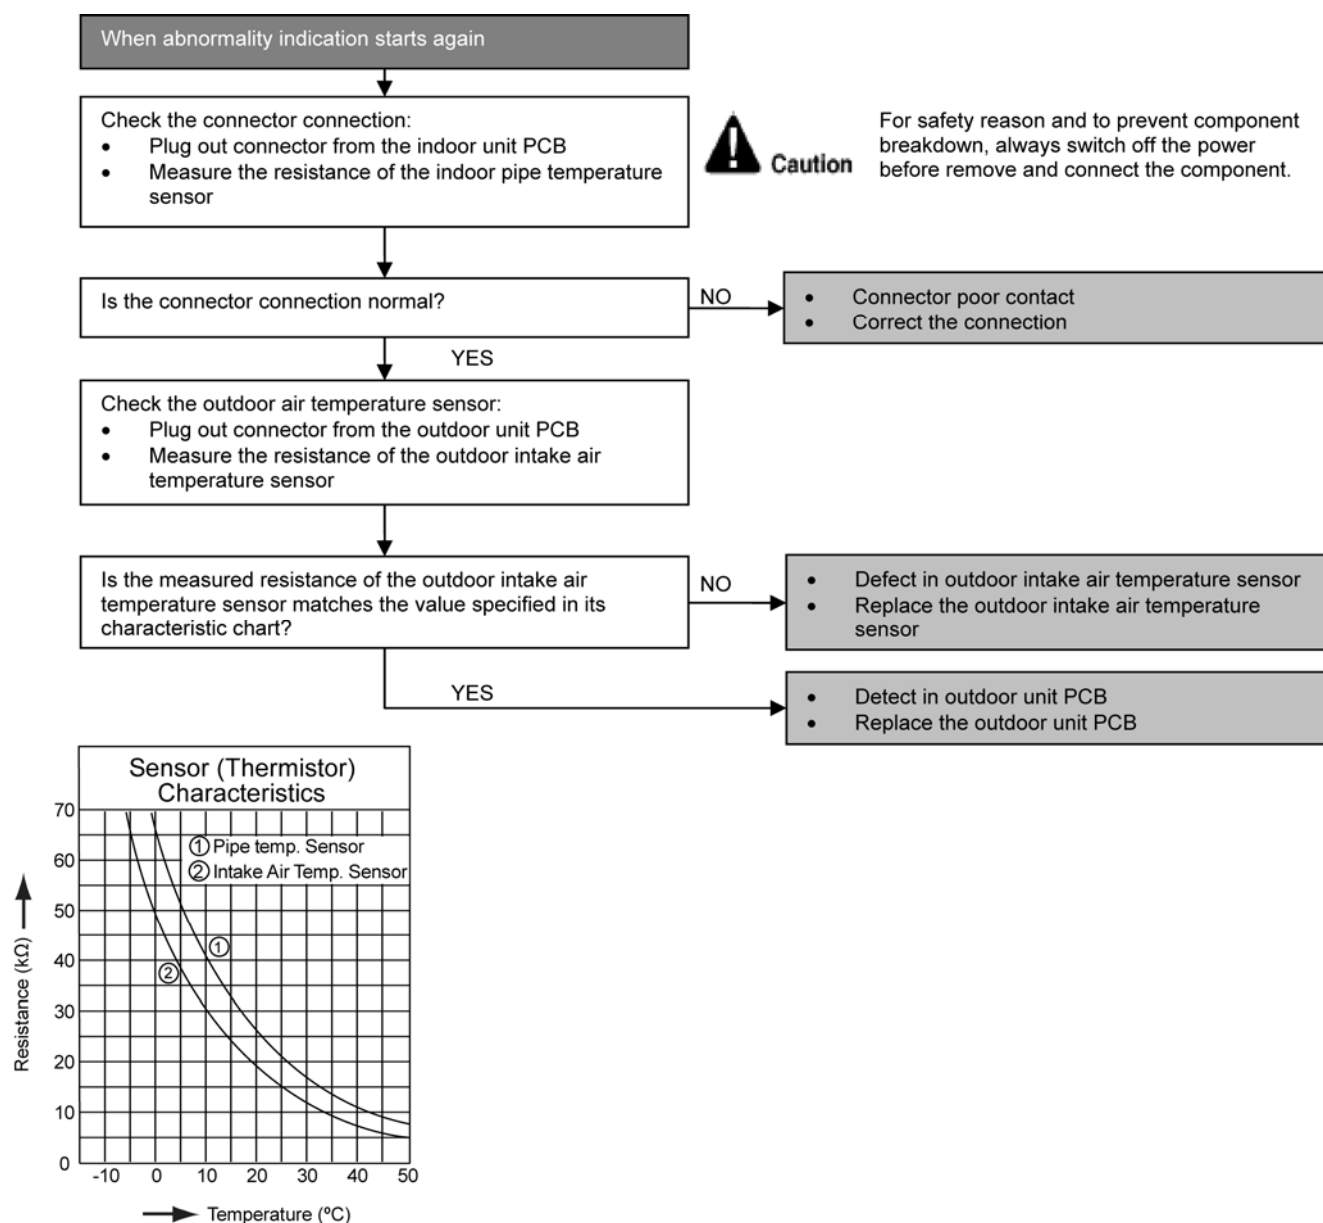 When abnormality indication starts again
Check the connector connection:
• Plug out connector from the indoor unit PCB
• Measure the resistance of the indoor pipe temperature
sensor
Caution
For safety reason and to prevent component
breakdown, always switch off the power
before remove and connect the component.
Is the connector connection normal?
NO
• Connector poor contact
• Correct the connection
YES
Check the outdoor air temperature sensor:
• Plug out connector from the outdoor unit PCB
• Measure the resistance of the outdoor intake air
temperature sensor
Is the measured resistance of the outdoor intake air
temperature sensor matches the value specified in its
characteristic chart?
NO
• Defect in outdoor intake air temperature sensor
• Replace the outdoor intake air temperature
sensor
YES
• Detect in outdoor unit PCB
• Replace the outdoor unit PCB
Sensor (Thermistor)
Characteristics
① Pipe temp. Sensor
② Intake Air Temp. Sensor
①
②
Resistance (kΩ)
70
60
50
40
30
20
10
0
-10 0 10 20 30 40 50
Temperature (ºC)